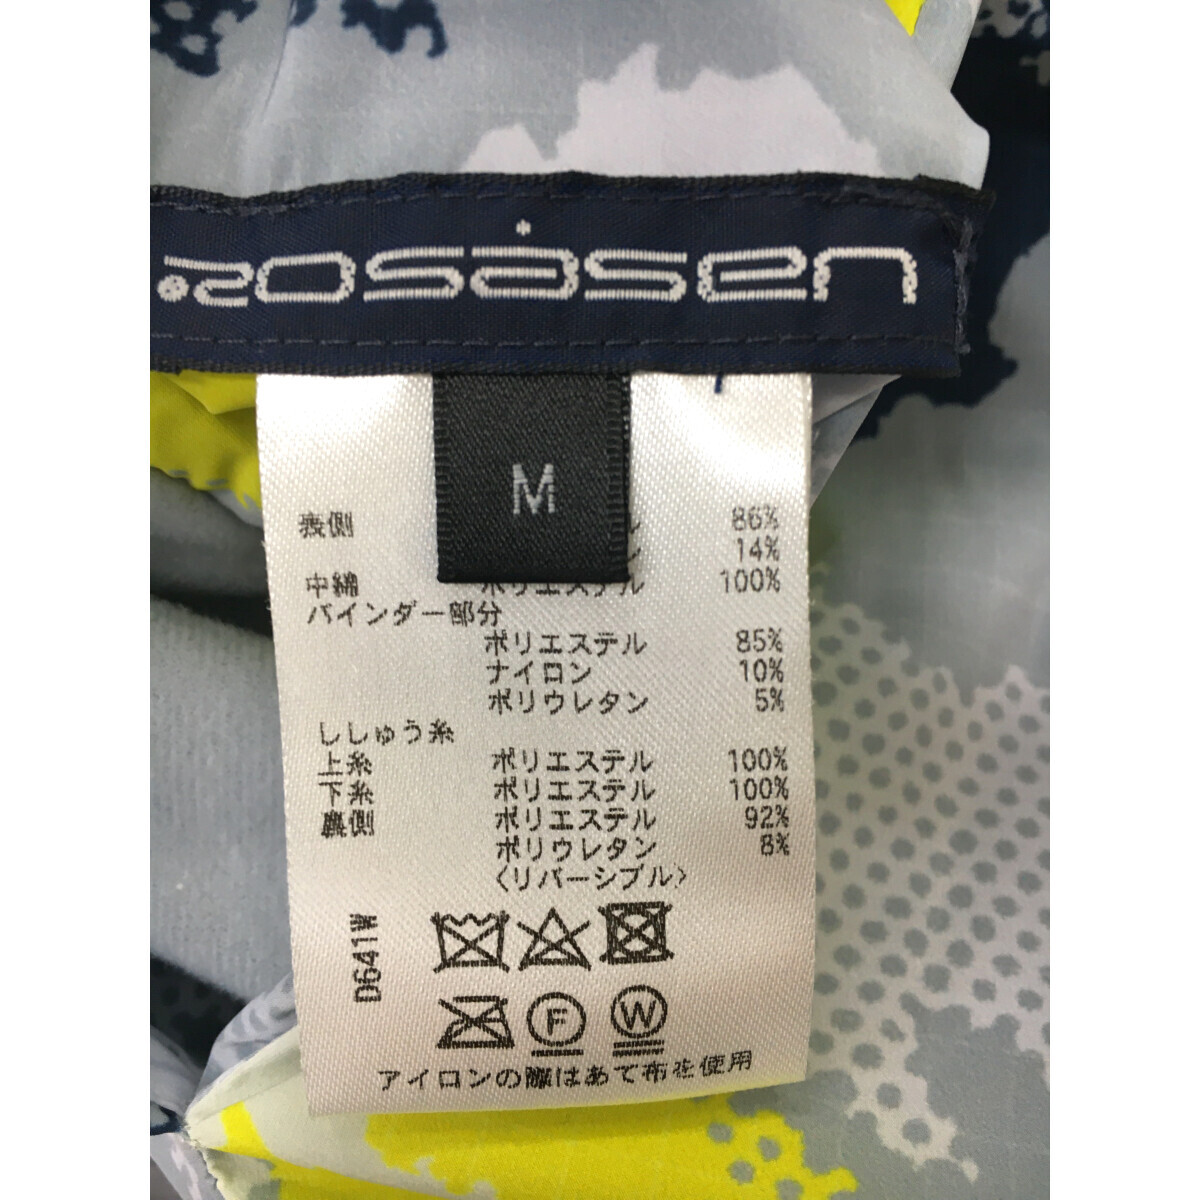 M
表側 ル 86%
14%
中綿 ポリエステル 100%
バインダー部分
ポリエステル 85%
ナイロン 10%
ポリウレタン 5%
ししゅう糸
上糸 ポリエステル 100%
下糸 ポリエステル 100%
裏側 ポリエステル 92%
ポリウレタン 8%
〈リバーシブル〉
D641W
F W
アイロンの際はあて布を使用